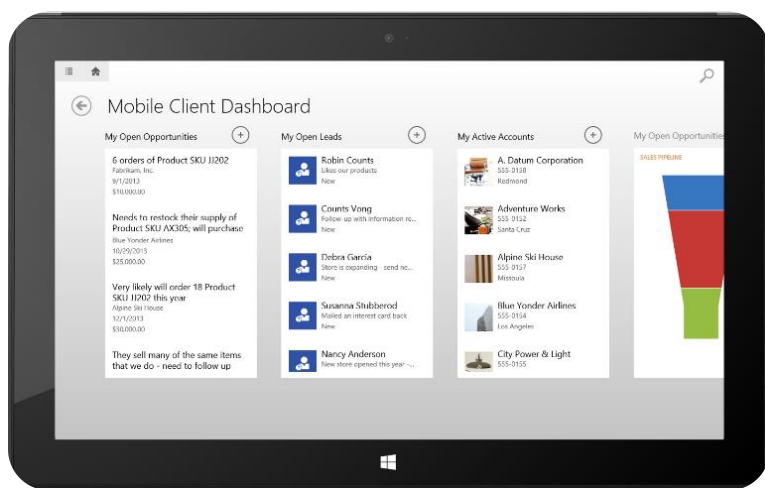 Mobile Client Dashboard
My Open Opportunities
6 orders of Product SKU JJ202
Fabrikam, Inc.
9/1/2013
$10,000.00
Needs to restock their supply of
Product SKU AX305; will purchase
Blue Yonder Airlines
10/29/2013
$25,000.00
Very likely will order 18 Product
SKU JJ202 this year
Alpine Ski House
12/1/2013
$30,000.00
They sell many of the same items
that we do - need to follow up
My Open Leads
Robin Counts
Likes our products
New
Counts Vong
Follow up with information re...
New
Debra Garcia
Store is expanding - send ne...
New
Susanna Stubberod
Mailed an interest card back
New
Nancy Anderson
New store opened this year -...
New
My Active Accounts
A. Datum Corporation
555-0158
Redmond
Adventure Works
555-0152
Santa Cruz
Alpine Ski House
555-0157
Missoula
Blue Yonder Airlines
555-0154
Los Angeles
City Power & Light
555-0155
My Open Opportunities
SALES PIPELINE